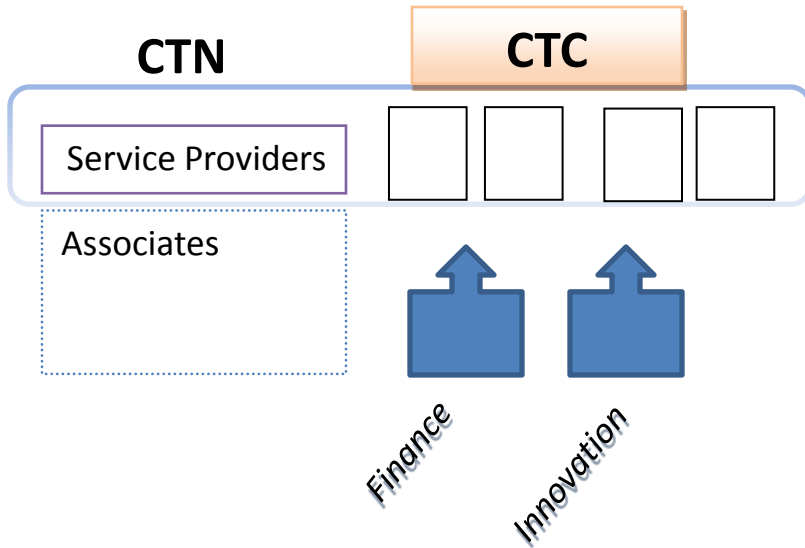 CTN
CTC
Service Providers
Associates
Finance
Innovation